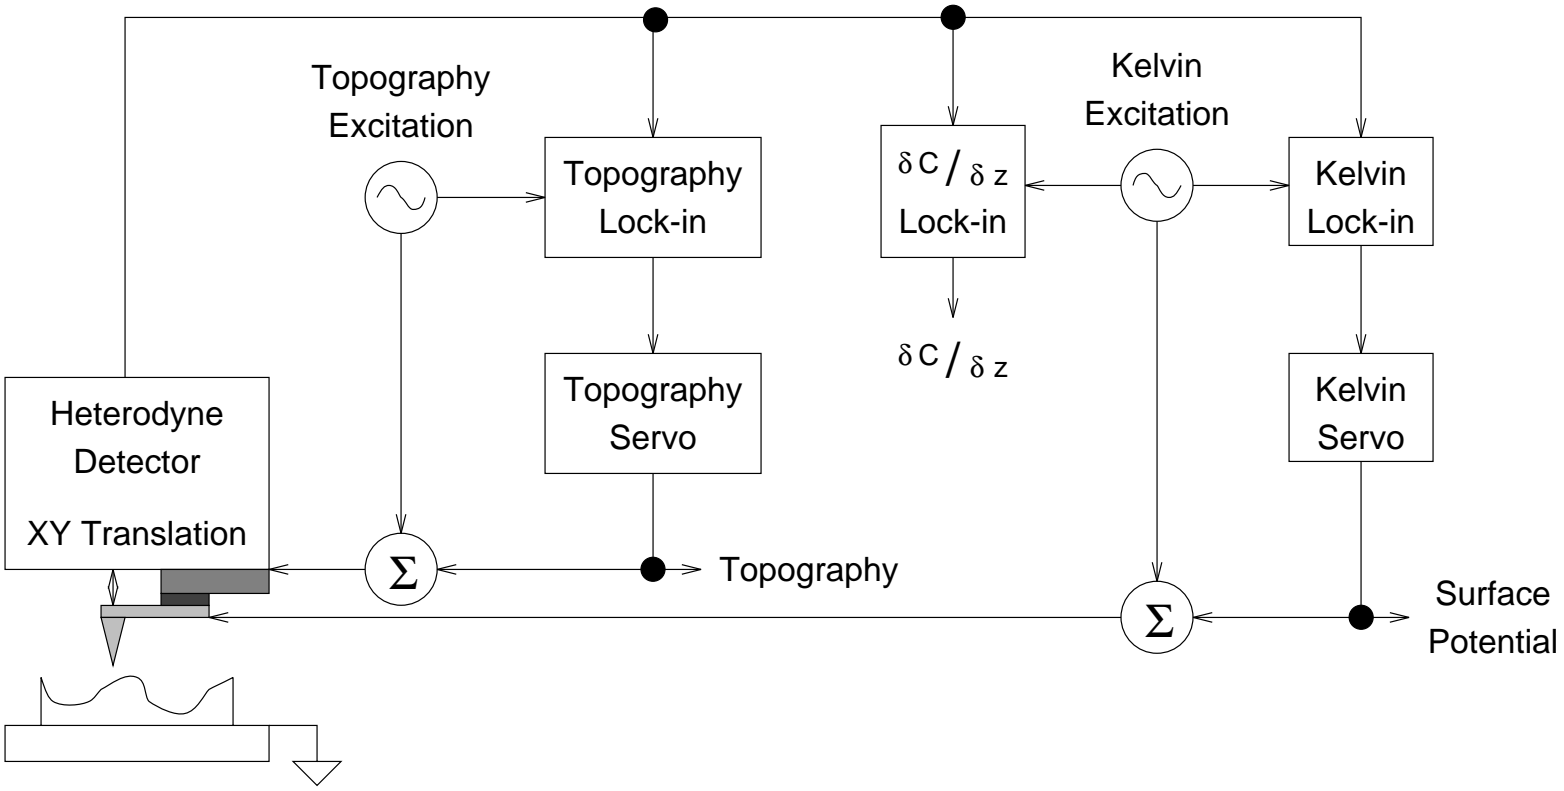 Topography
Excitation
Kelvin
Excitation
Topography
Lock-in
δC/δz
Lock-in
Kelvin
Lock-in
δC/δz
Heterodyne
Detector
XY Translation
Topography
Servo
Kelvin
Servo
Σ
Topography
Σ
Surface
Potential